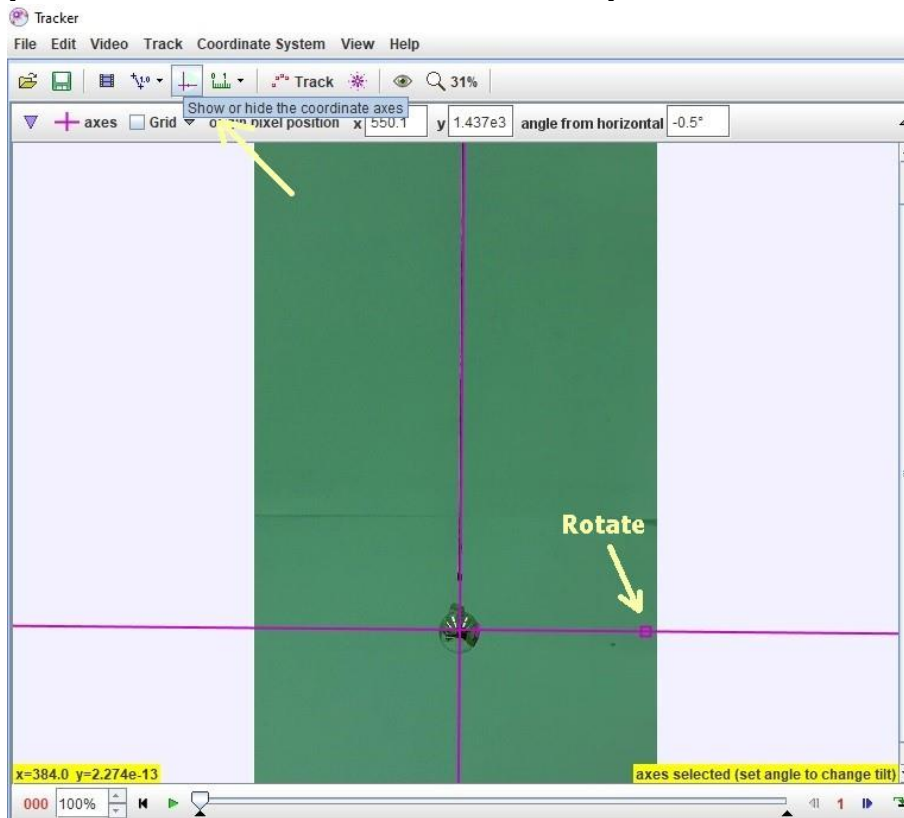 Tracker
File Edit Video Track Coordinate System View Help
Track 31%
Show or hide the coordinate axes
axes Grid pixel position x 550.1 y 1.437e3 angle from horizontal -0.5°
Rotate
x=384.0 y=2.274e-13 axes selected (set angle to change tilt)
000 100% 1